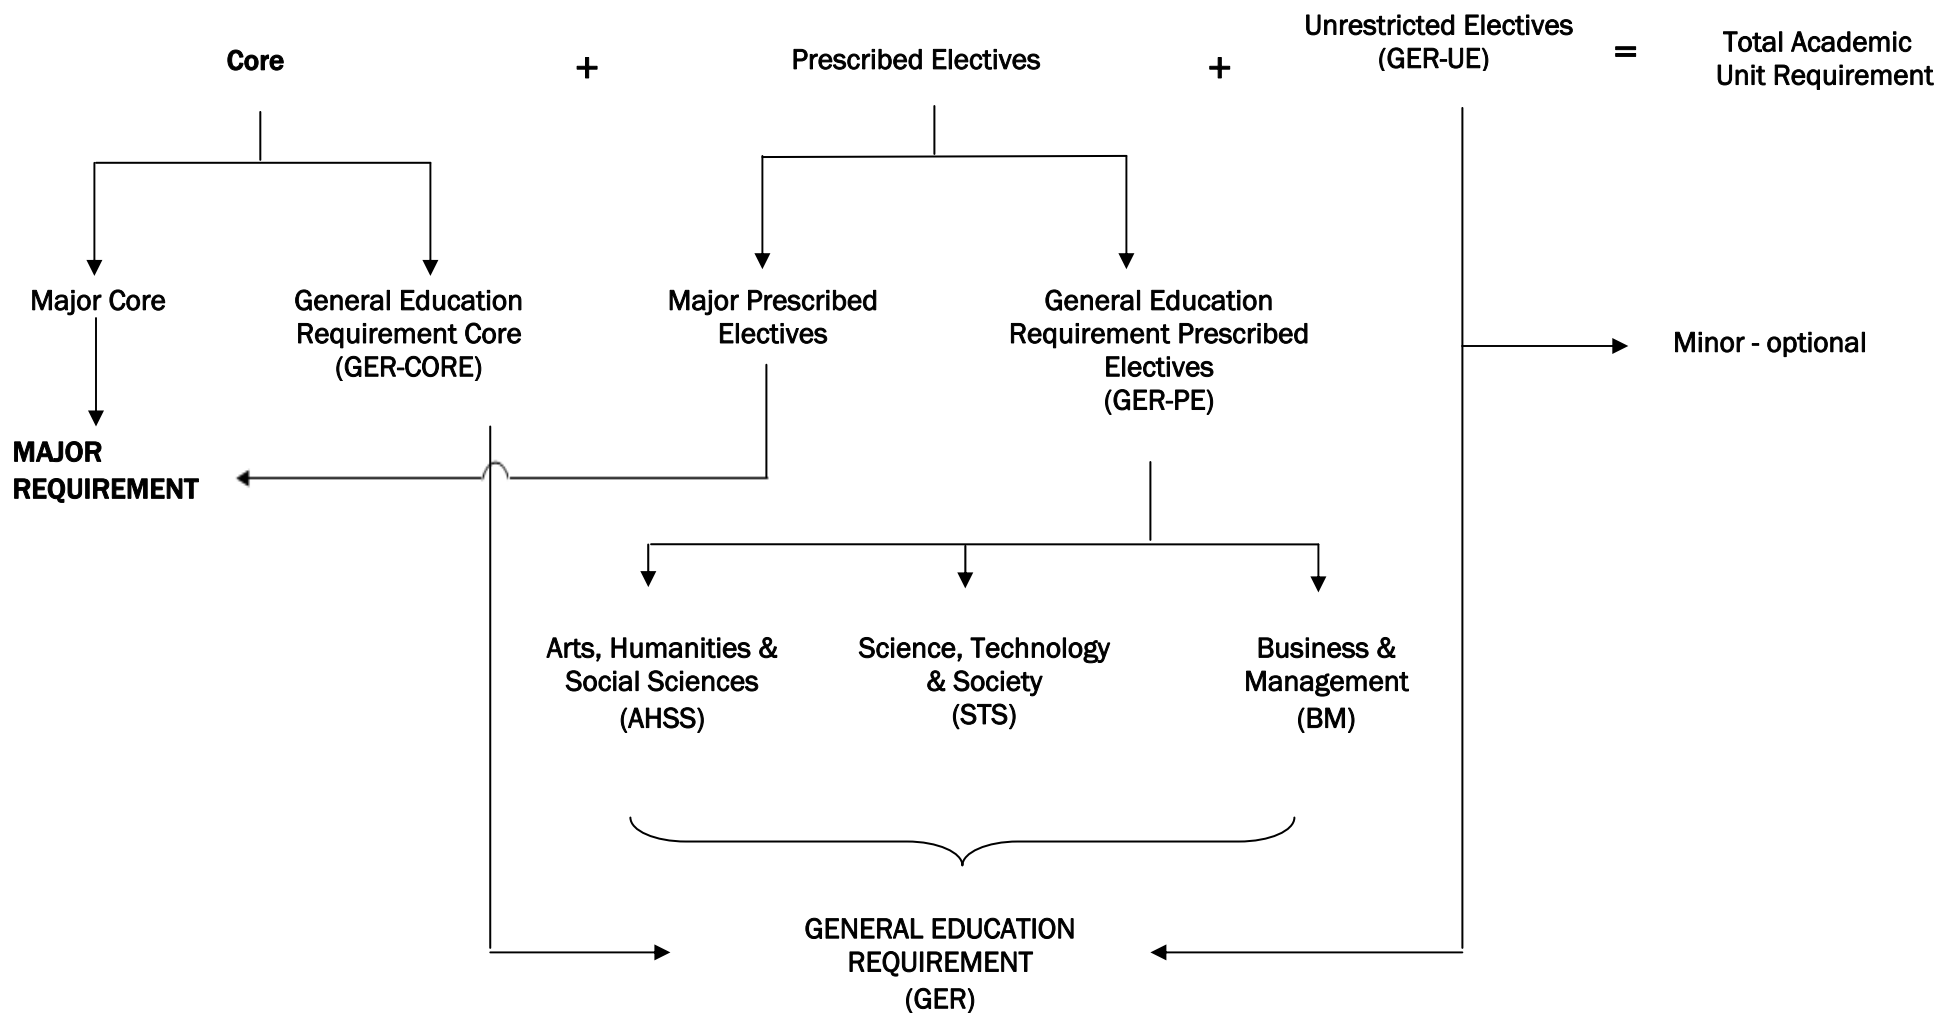 Core
+
Prescribed Electives
+
Unrestricted Electives
(GER-UE)
=
Total Academic
Unit Requirement
Major Core
General Education
Requirement Core
(GER-CORE)
Major Prescribed
Electives
General Education
Requirement Prescribed
Electives
(GER-PE)
Minor - optional
MAJOR
REQUIREMENT
Arts, Humanities &
Social Sciences
(AHSS)
Science, Technology
& Society
(STS)
Business &
Management
(BM)
GENERAL EDUCATION
REQUIREMENT
(GER)